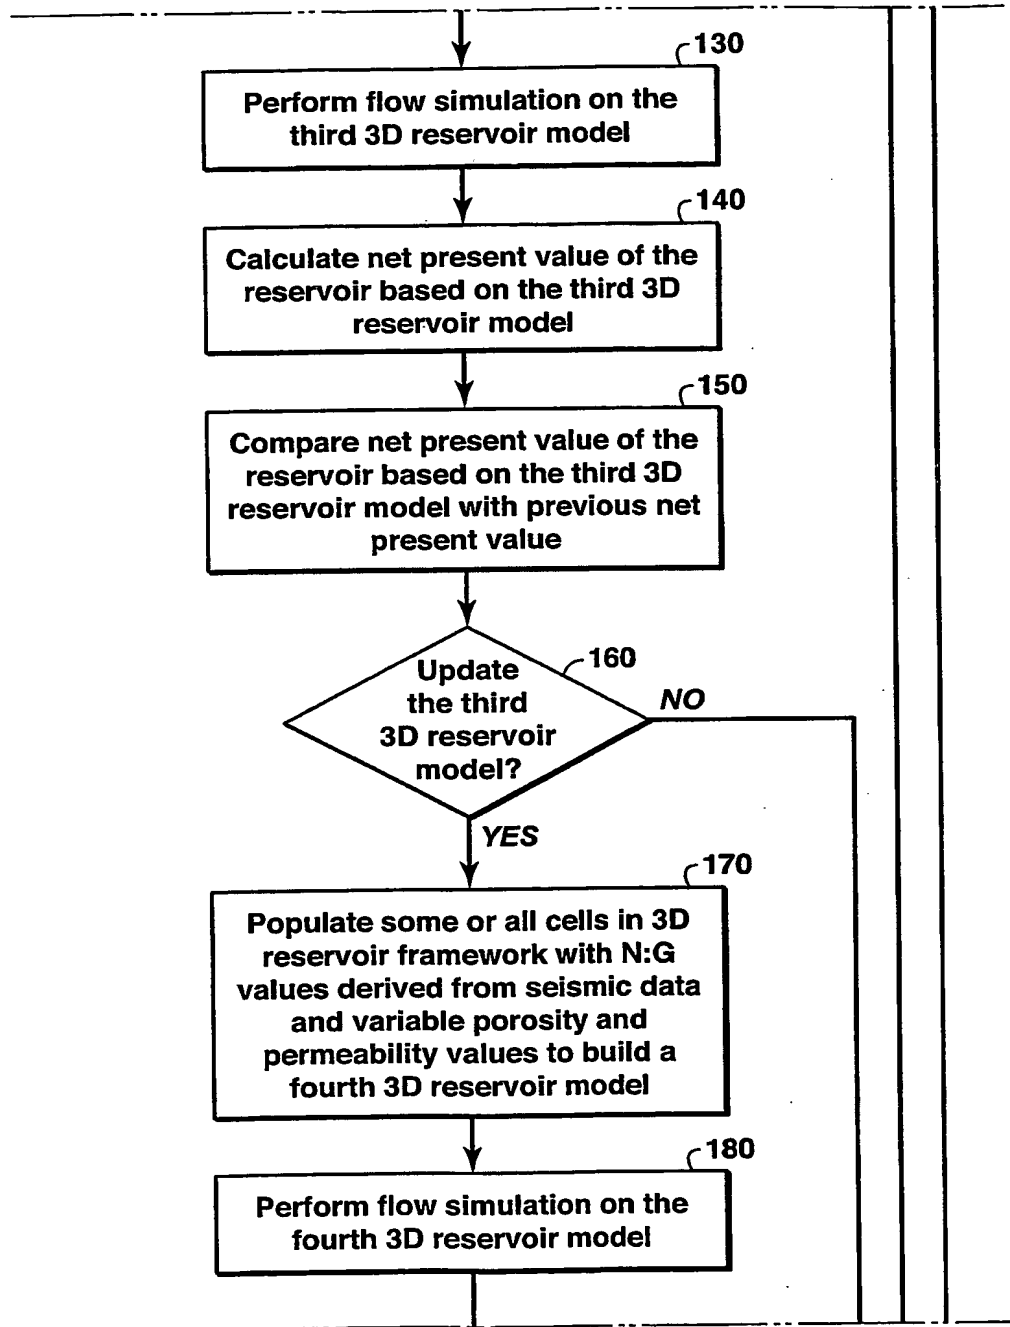 130
Perform flow simulation on the
third 3D reservoir model
140
Calculate net present value of the
reservoir based on the third 3D
reservoir model
150
Compare net present value of the
reservoir based on the third 3D
reservoir model with previous net
present value
160
Update
the third
3D reservoir
model?
NO
YES
170
Populate some or all cells in 3D
reservoir framework with N:G
values derived from seismic data
and variable porosity and
permeability values to build a
fourth 3D reservoir model
180
Perform flow simulation on the
fourth 3D reservoir model